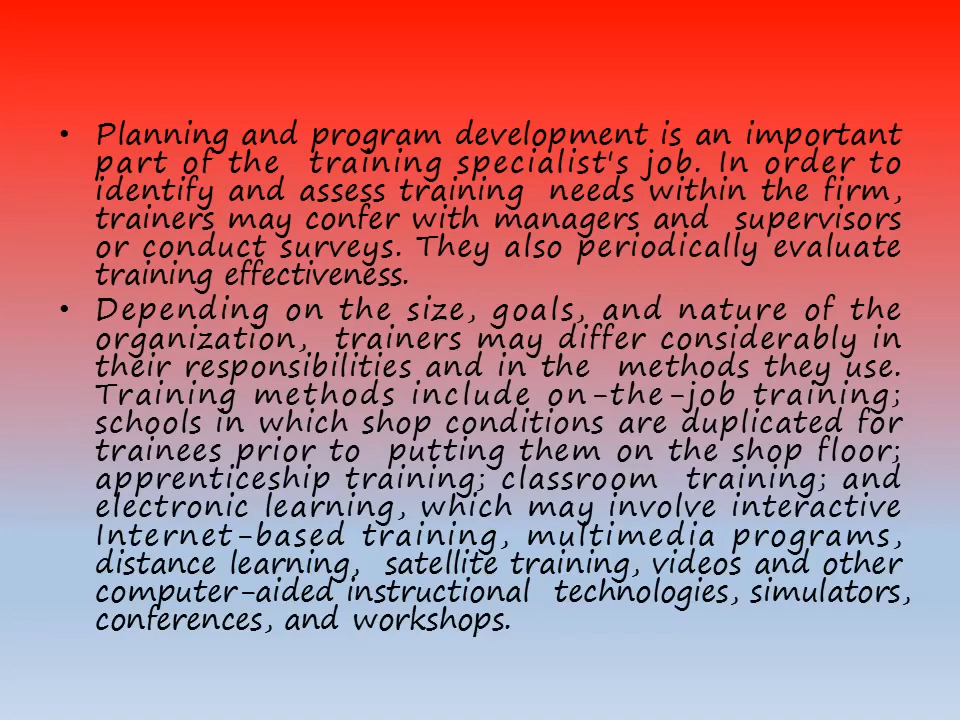 • Planning and program development is an important
part of the training specialist's job. In order to
identify and assess training needs within the firm,
trainers may confer with managers and supervisors
or conduct surveys. They also periodically evaluate
training effectiveness.
• Depending on the size, goals, and nature of the
organization, trainers may differ considerably in
their responsibilities and in the methods they use.
Training methods include on-the-job training;
schools in which shop conditions are duplicated for
trainees prior to putting them on the shop floor;
apprenticeship training; classroom training; and
electronic learning, which may involve interactive
Internet-based training, multimedia programs,
distance learning, satellite training, videos and other
computer-aided instructional technologies, simulators,
conferences, and workshops.